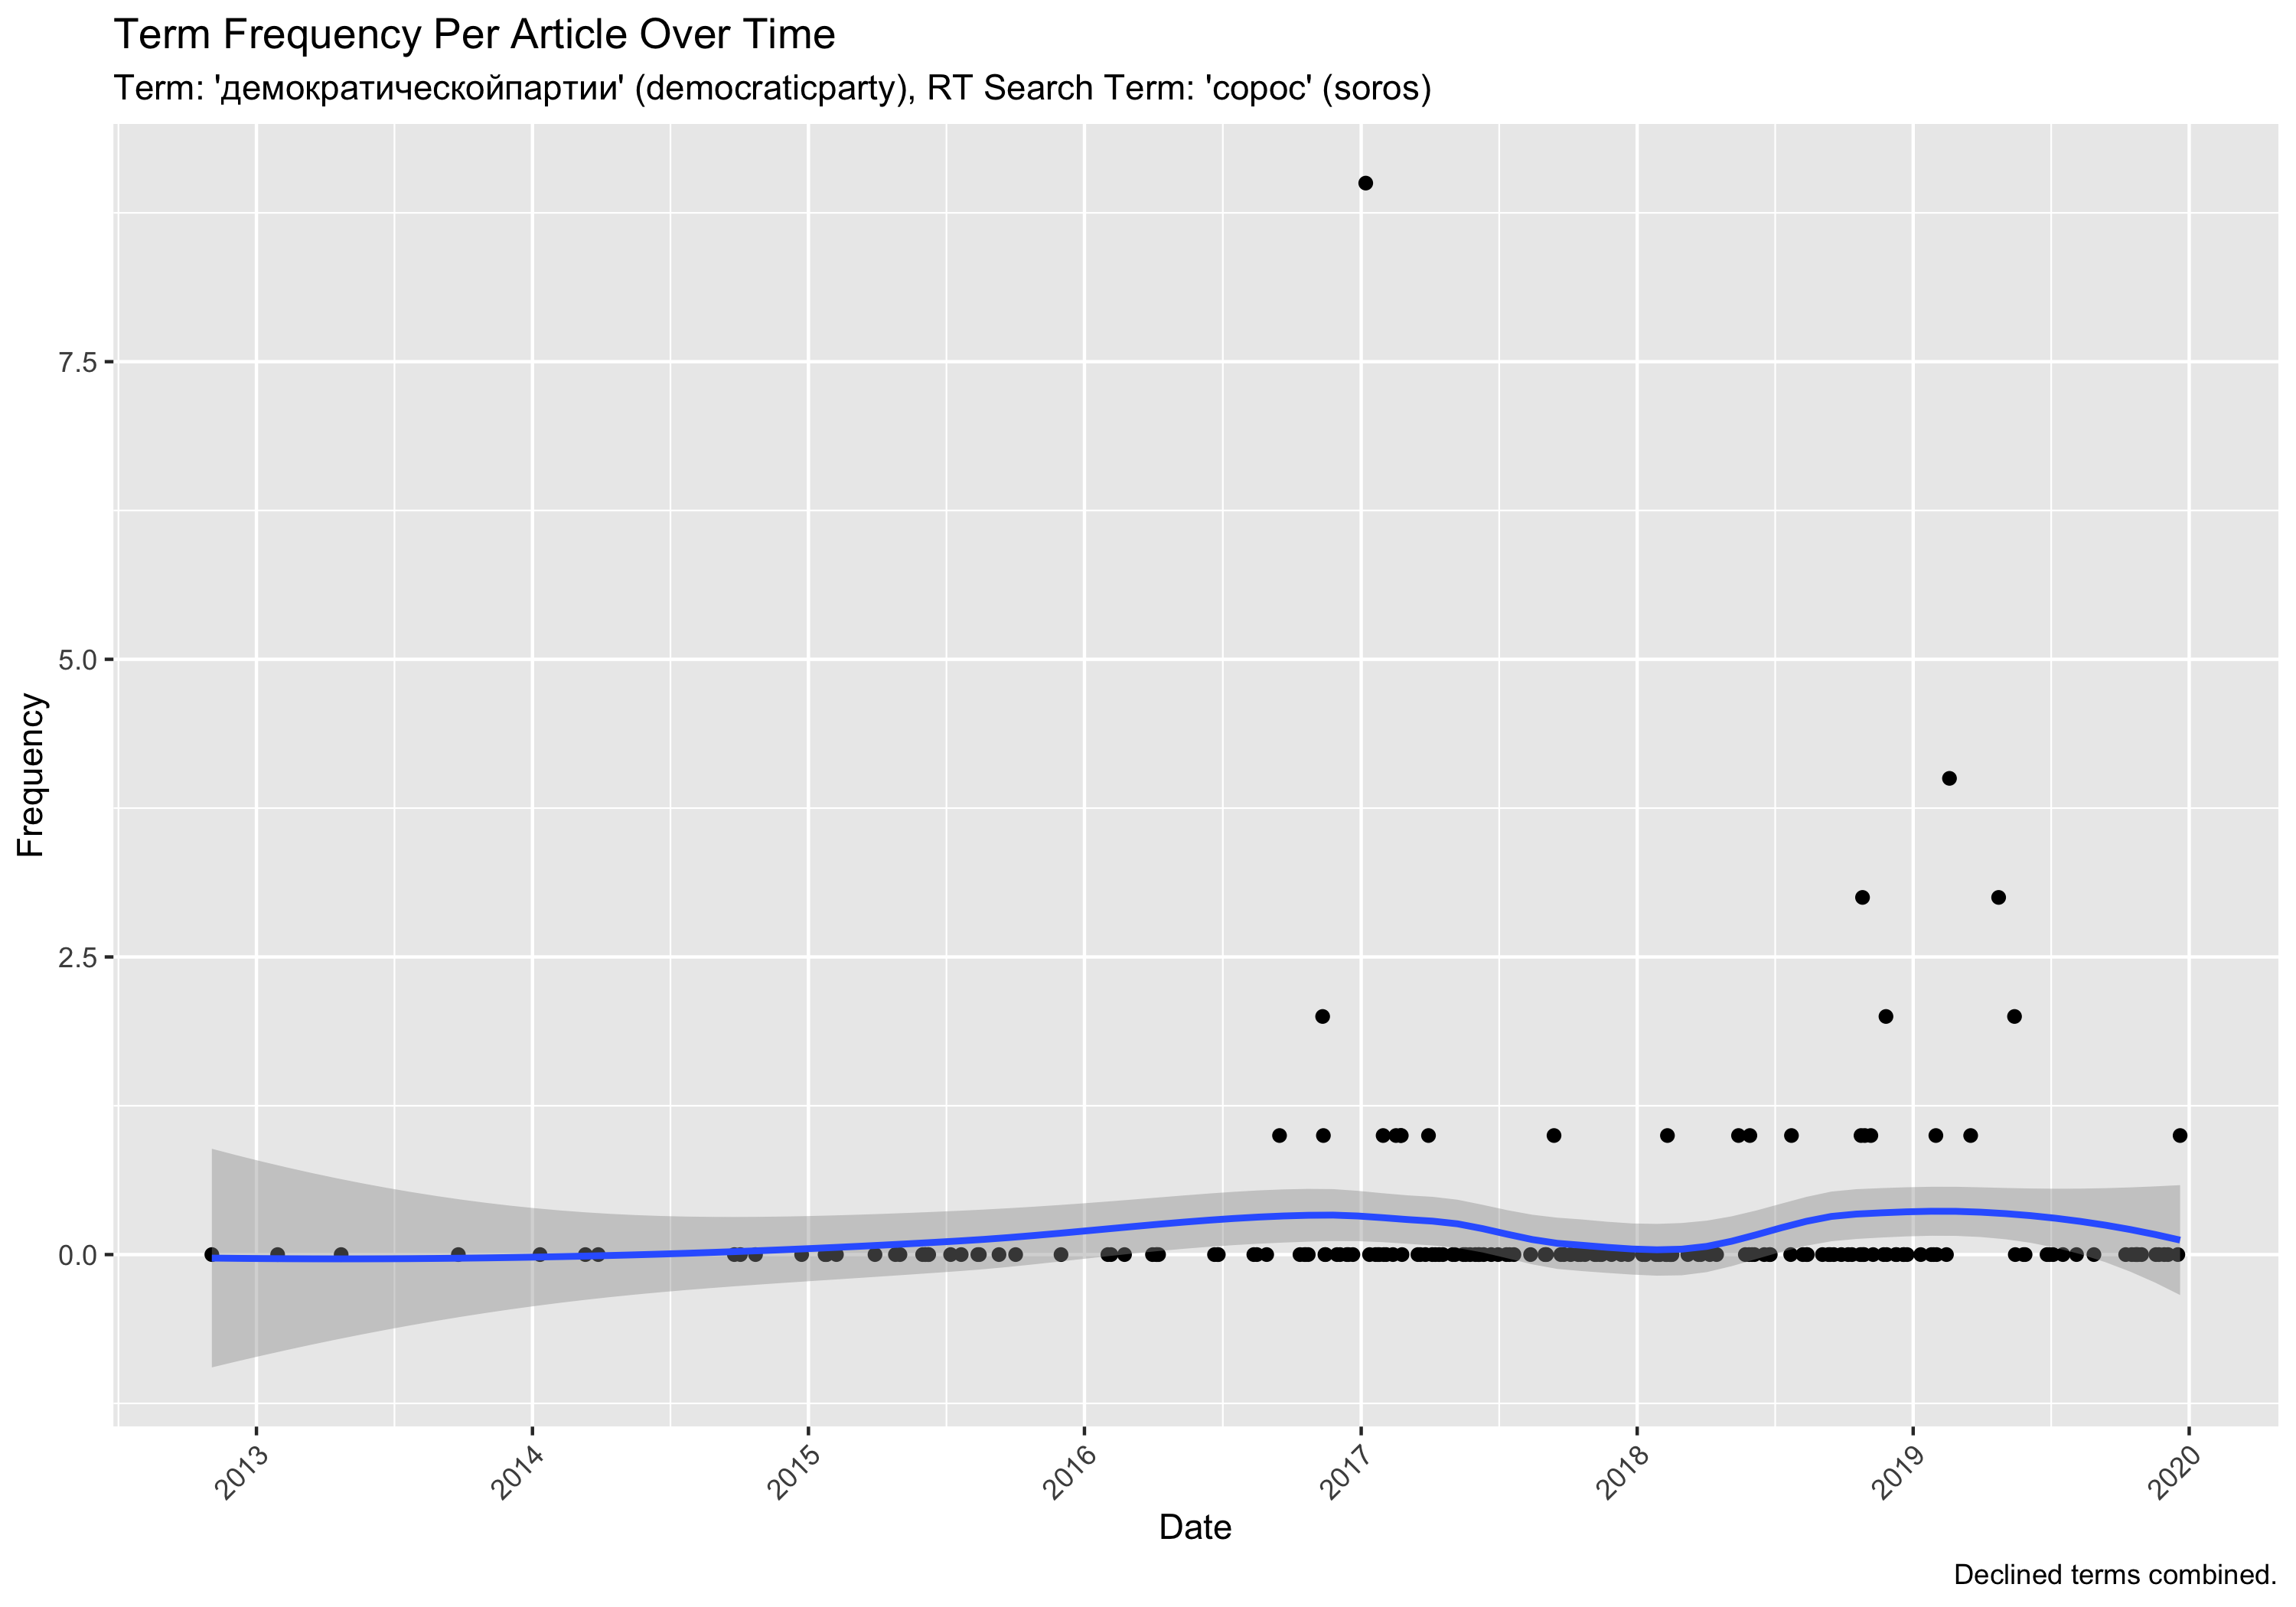 Term Frequency Per Article Over Time
Term: 'демократическойпартии' (democraticparty), RT Search Term: 'сорос' (soros)
Frequency
7.5
5.0
2.5
0.0
2013
2014
2015
2016
2017
2018
2019
2020
Date
Declined terms combined.